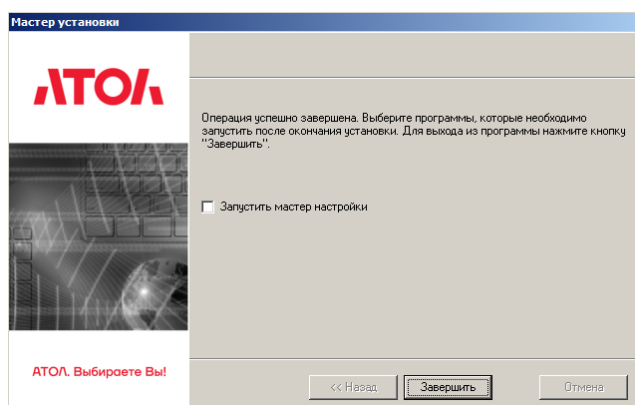 Мастер установки
АТОЛ
Операция успешно завершена. Выберите программы, которые необходимо
запустить после окончания установки. Для выхода из программы нажмите кнопку
"Завершить".
Запустить мастер настройки
АТОЛ. Выбираете Вы!
<< Назад
Завершить
Отмена